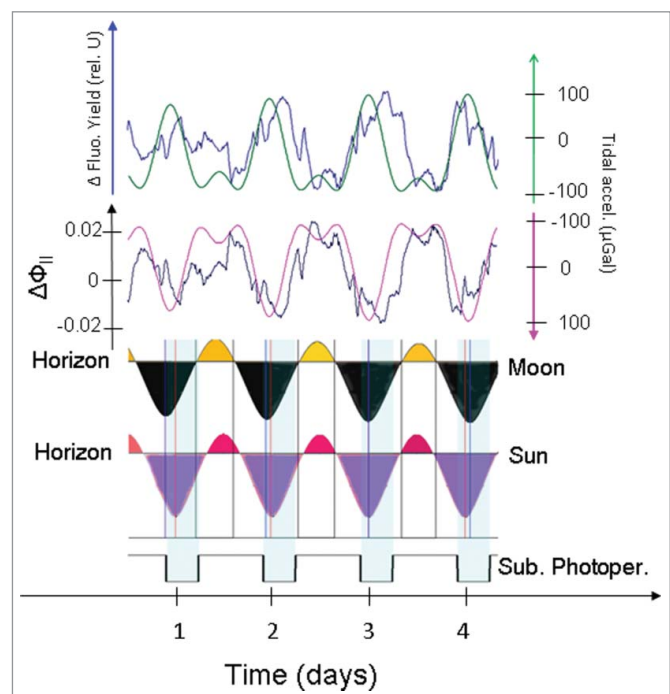 Δ Fluo. Yield (rel. U)
100
0
-100
Tidal accel. (µGal)
ΔΦII
0.02
0
-0.02
-100
0
100
Horizon
Moon
Horizon
Sun
Sub. Photoper.
1 2 3 4
Time (days)